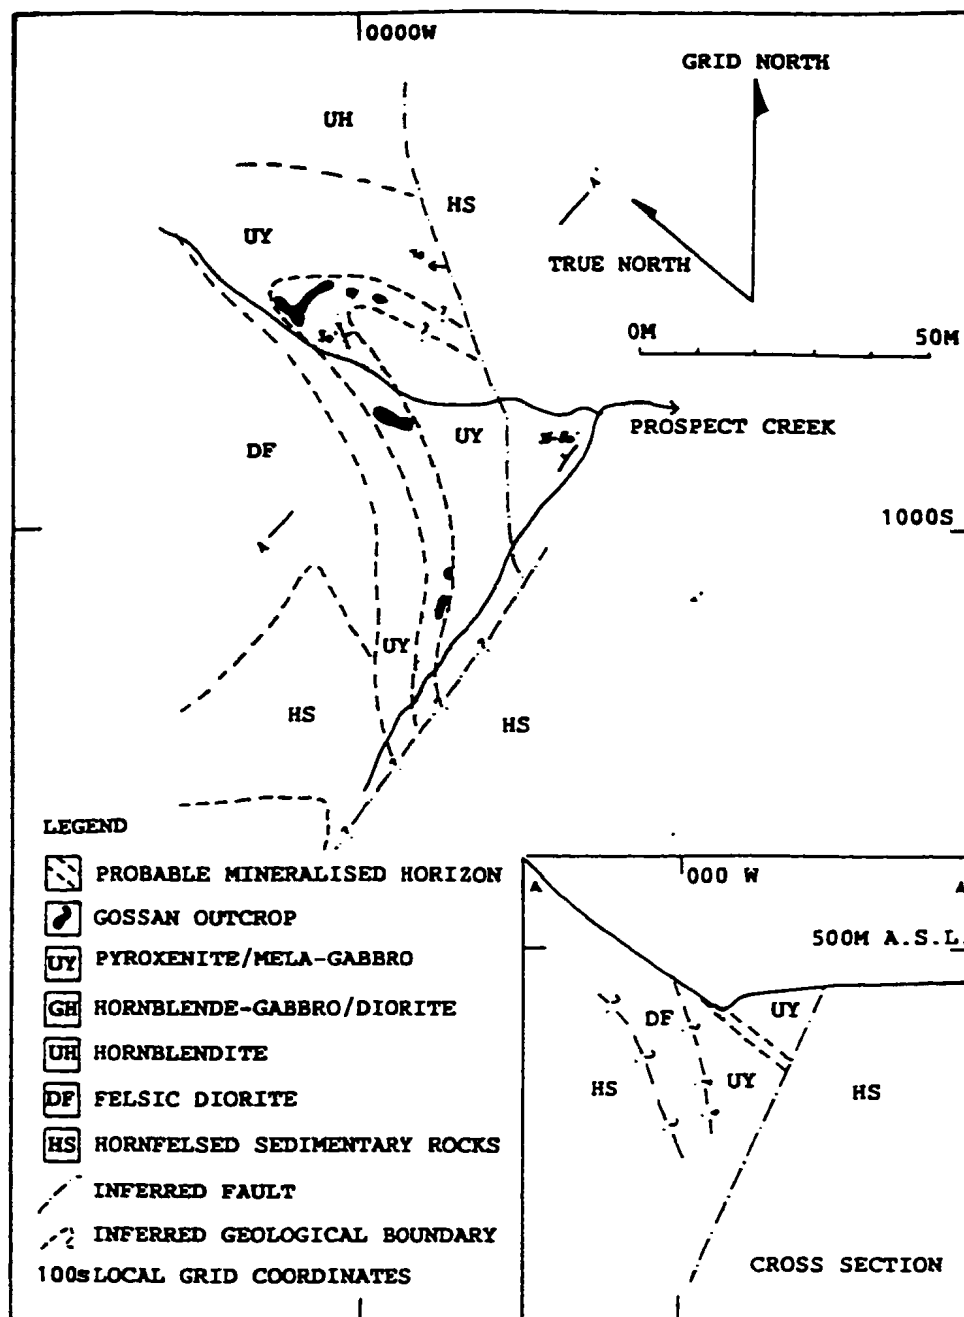 0000W
GRID NORTH
UH
HS
A'
UY
TRUE NORTH
0M
50M
PROSPECT CREEK
UY
DF
1000S
A
UY
HS
HS
LEGEND
PROBABLE MINERALISED HORIZON
GOSSAN OUTCROP
UY PYROXENITE/MELA-GABBRO
GH HORNBLENDE-GABBRO/DIORITE
UH HORNBLENDITE
DF FELSIC DIORITE
HS HORNFELSED SEDIMENTARY ROCKS
INFERRED FAULT
? INFERRED GEOLOGICAL BOUNDARY
100s LOCAL GRID COORDINATES
000 W
A
A
500M A.S.L.
UY
DF
UY
HS
HS
CROSS SECTION